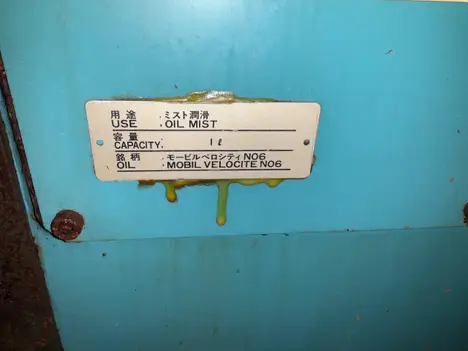 用途 . ミスト潤滑
USE . OIL MIST
容量
CAPACITY. 1ℓ
銘柄 . モービルベロシティNO6
OIL . MOBIL VELOCITE NO6